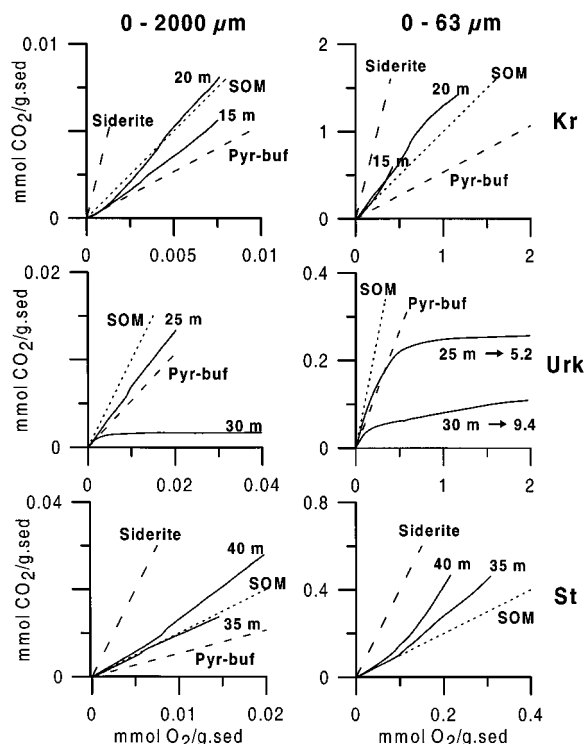 0 - 2000 µm
0 - 63 µm
mmol CO2/g.sed
0.01
0
20 m
SOM
Siderite
15 m
Pyr-buf
0
0.005
0.01
2
1
0
Siderite
SOM
20 m
15 m
Pyr-buf
0
1
2
Kr
mmol CO2/g.sed
0.02
0
SOM
25 m
Pyr-buf
30 m
0
0.02
0.04
0.4
0.2
0
SOM
Pyr-buf
25 m → 5.2
30 m → 9.4
0
1
2
Urk
mmol CO2/g.sed
0.04
0
Siderite
40 m
SOM
35 m
Pyr-buf
0
0.01
0.02
mmol O2/g.sed
0.8
0.4
0
Siderite
40 m
35 m
SOM
0
0.2
0.4
mmol O2/g.sed
St